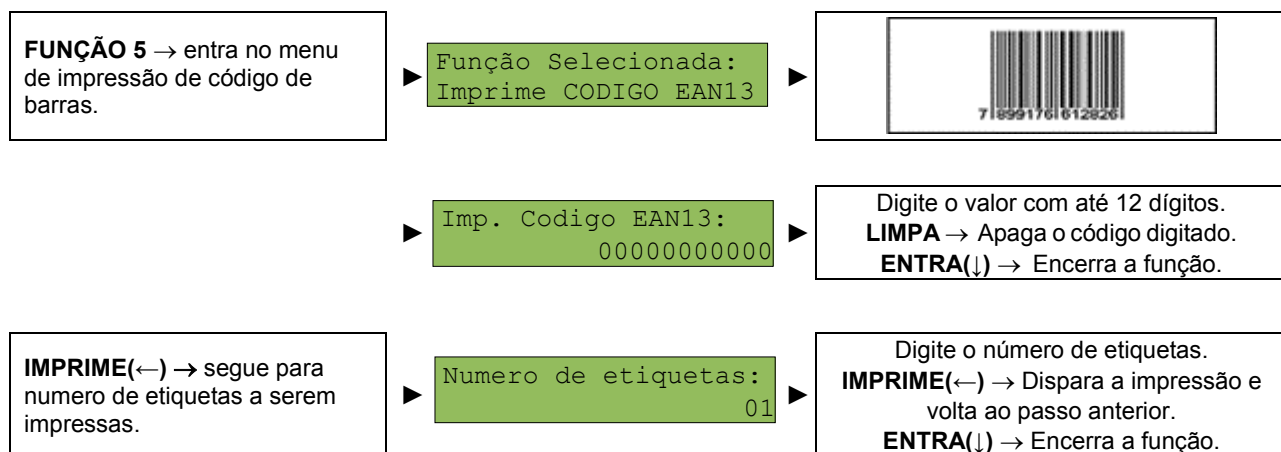 FUNÇÃO 5 → entra no menu
de impressão de código de
barras.
►
Função Selecionada:
Imprime CODIGO EAN13
►
7 899176 612826
►
Imp. Codigo EAN13:
00000000000
►
Digite o valor com até 12 dígitos.
LIMPA → Apaga o código digitado.
ENTRA(↓) → Encerra a função.
IMPRIME(←) → segue para
numero de etiquetas a serem
impressas.
►
Numero de etiquetas:
01
►
Digite o número de etiquetas.
IMPRIME(←) → Dispara a impressão e
volta ao passo anterior.
ENTRA(↓) → Encerra a função.